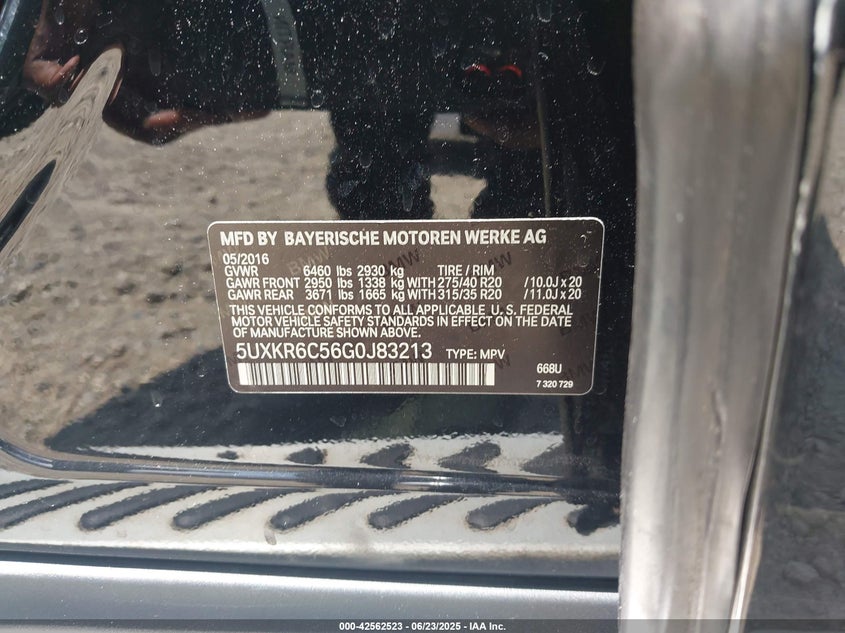 MFD BY BAYERISCHE MOTOREN WERKE AG
05/2016
GVWR 6460 lbs 2930 kg TIRE / RIM
GAWR FRONT 2950 lbs 1338 kg WITH 275/40 R20 / 10.0J x 20
GAWR REAR 3671 lbs 1665 kg WITH 315/35 R20 / 11.0J x 20
THIS VEHICLE CONFORMS TO ALL APPLICABLE U. S. FEDERAL
MOTOR VEHICLE SAFETY STANDARDS IN EFFECT ON THE DATE
OF MANUFACTURE SHOWN ABOVE.
5UXKR6C56G0J83213 TYPE: MPV
668U
7 320 729
000-42562523 - 06/23/2025 - IAA Inc.